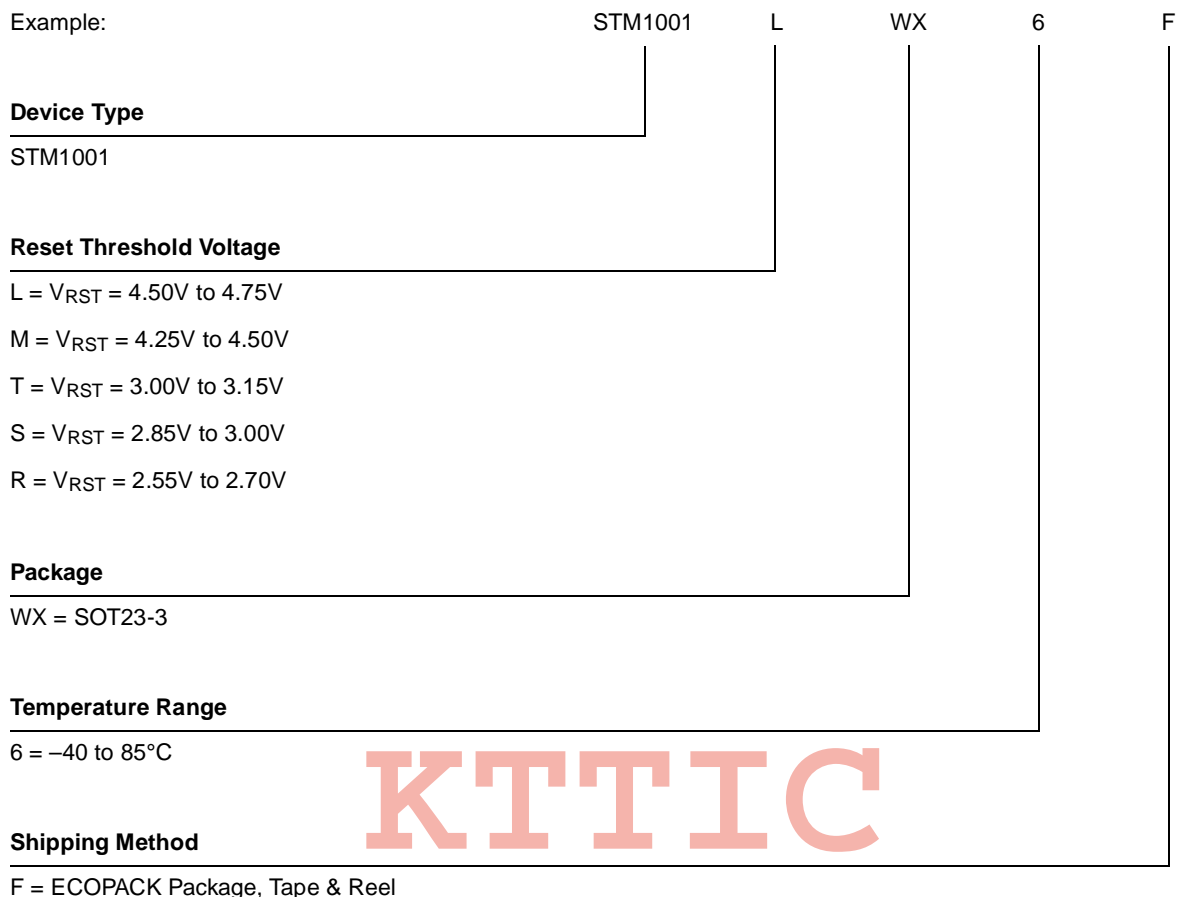 Example: STM1001 L WX 6 F
Device Type
STM1001
Reset Threshold Voltage
L = VRST = 4.50V to 4.75V
M = VRST = 4.25V to 4.50V
T = VRST = 3.00V to 3.15V
S = VRST = 2.85V to 3.00V
R = VRST = 2.55V to 2.70V
Package
WX = SOT23-3
Temperature Range
6 = –40 to 85°C
KTTIC
Shipping Method
F = ECOPACK Package, Tape & Reel